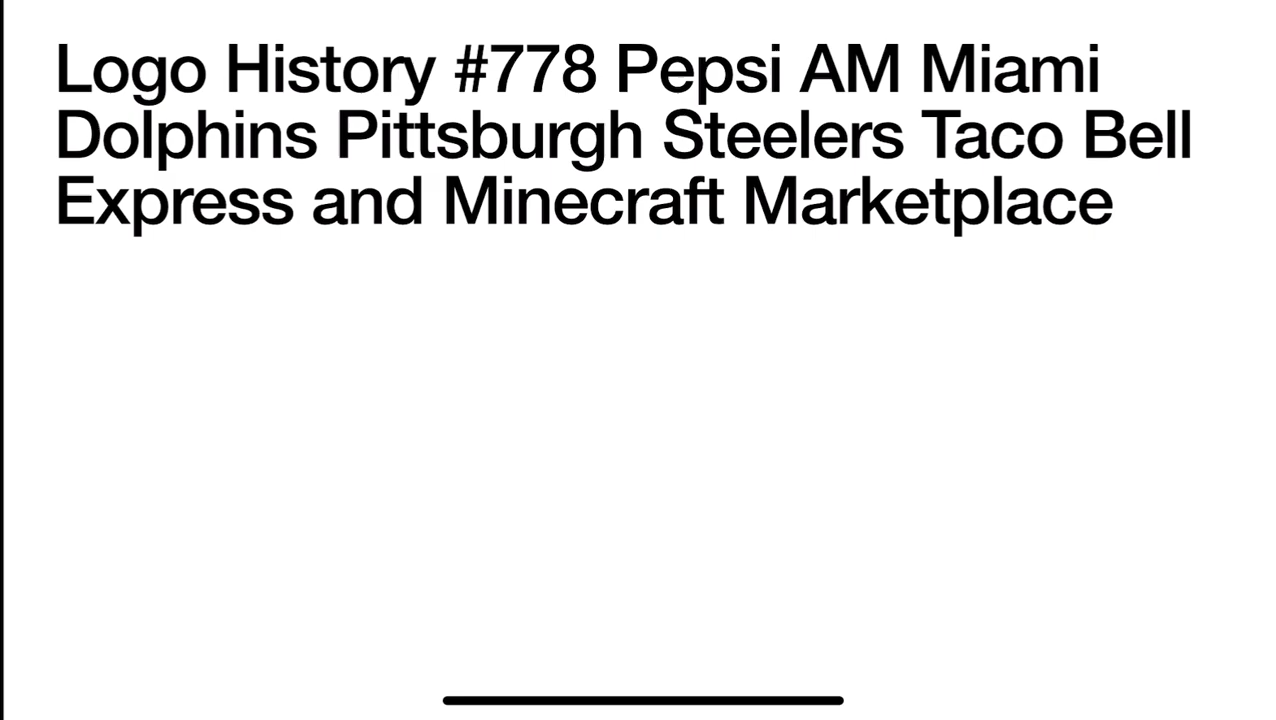 Logo History #778 Pepsi AM Miami
Dolphins Pittsburgh Steelers Taco Bell
Express and Minecraft Marketplace